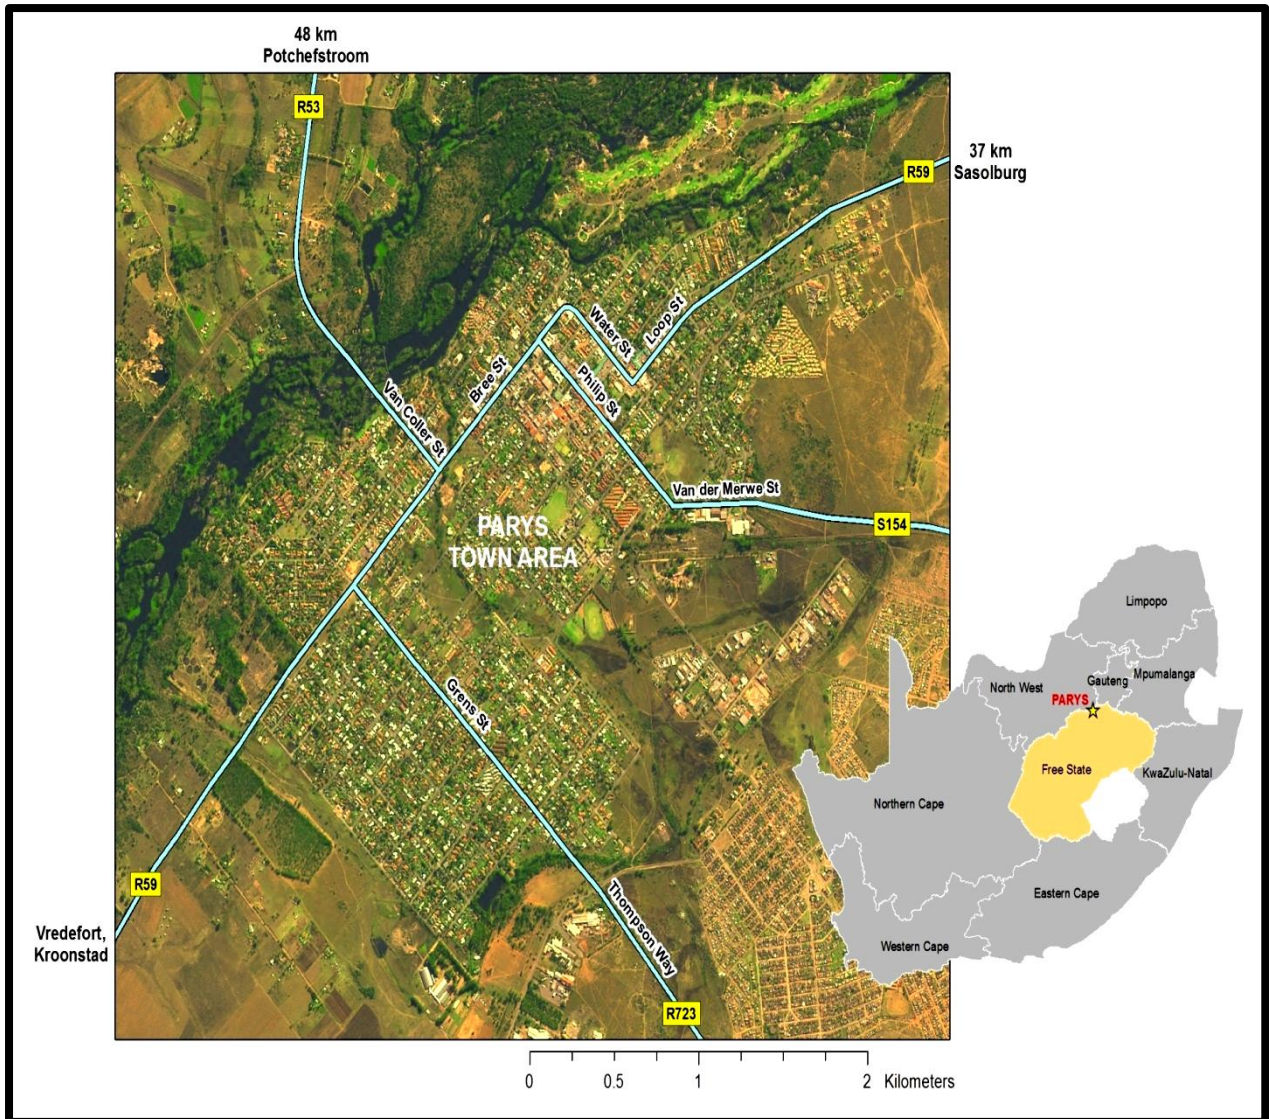 48 km
Potchefstroom
R53
37 km
Sasolburg
R59
Water St
Loop St
Bree St
Philip St
Van Coller St
Van der Merwe St
S154
PARYS
TOWN AREA
Grens St
Thompson Way
R59
Vredefort,
Kroonstad
R723
Limpopo
Mpumalanga
Gauteng
North West
PARYS
Free State
KwaZulu-Natal
Northern Cape
Eastern Cape
Western Cape
0 0.5 1 2 Kilometers